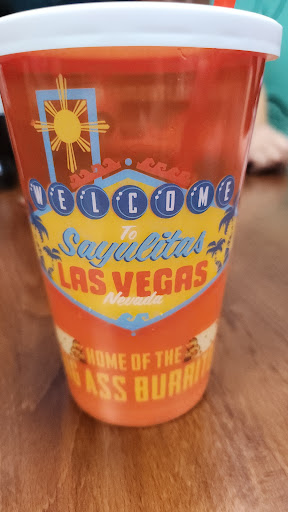 WELCOME
To
Sayulitas
LAS VEGAS
Nevada
HOME OF THE
ASS